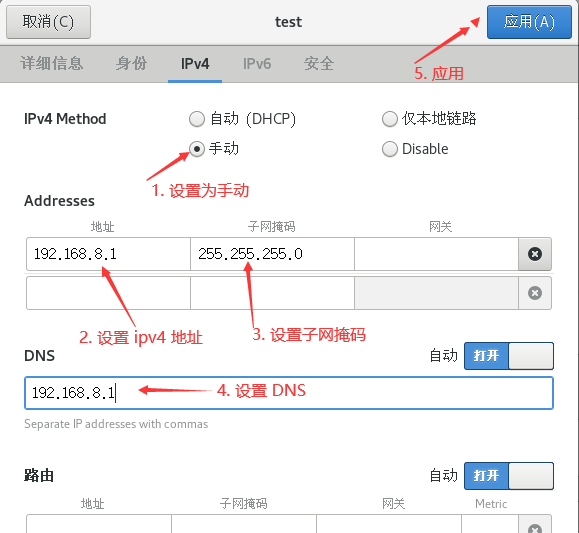 取消(C) test 应用(A)
5. 应用
详细信息 身份 IPv4 IPv6 安全
IPv4 Method 自动 (DHCP) 仅本地链路
手动 Disable
1. 设置为手动
Addresses
地址 子网掩码 网关
192.168.8.1 255.255.255.0
2. 设置 ipv4 地址 3. 设置子网掩码
DNS 自动 打开
192.168.8.1 4. 设置 DNS
Separate IP addresses with commas
路由 自动 打开
地址 子网掩码 网关 Metric